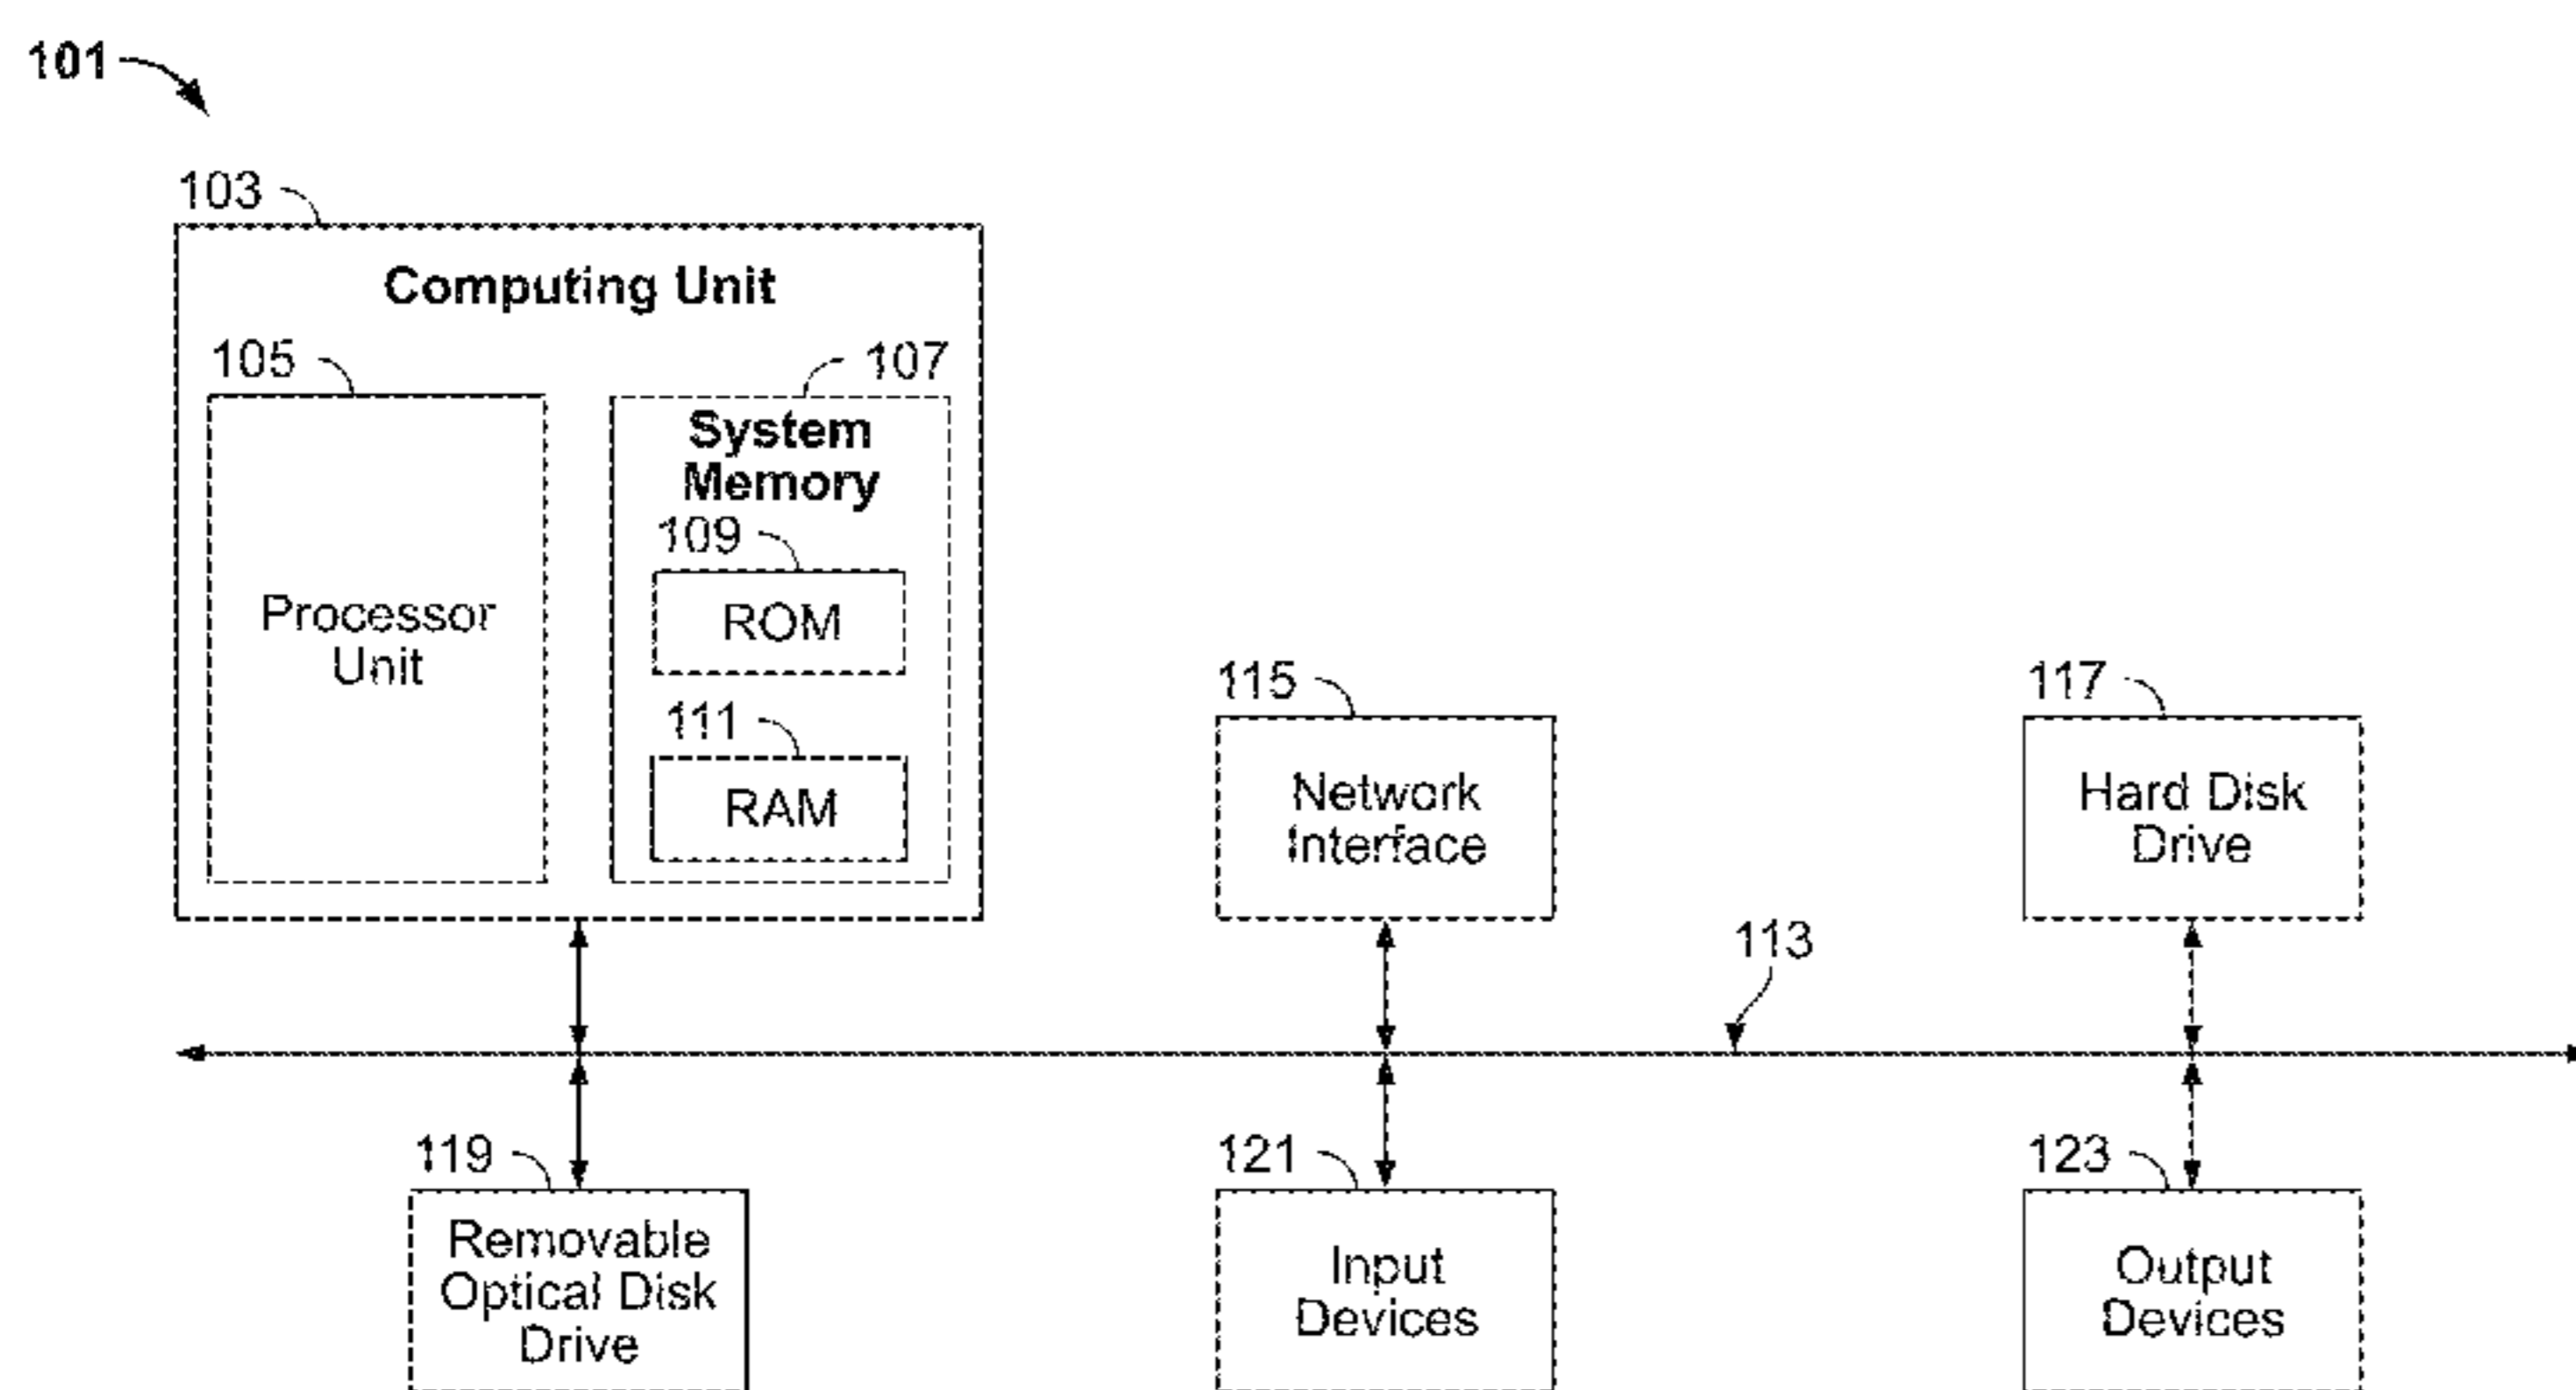 101
103
Computing Unit
105
107
System
Memory
109
Processor
Unit
ROM
111
RAM
115
Network
Interface
117
Hard Disk
Drive
113
119
Removable
Optical Disk
Drive
121
Input
Devices
123
Output
Devices